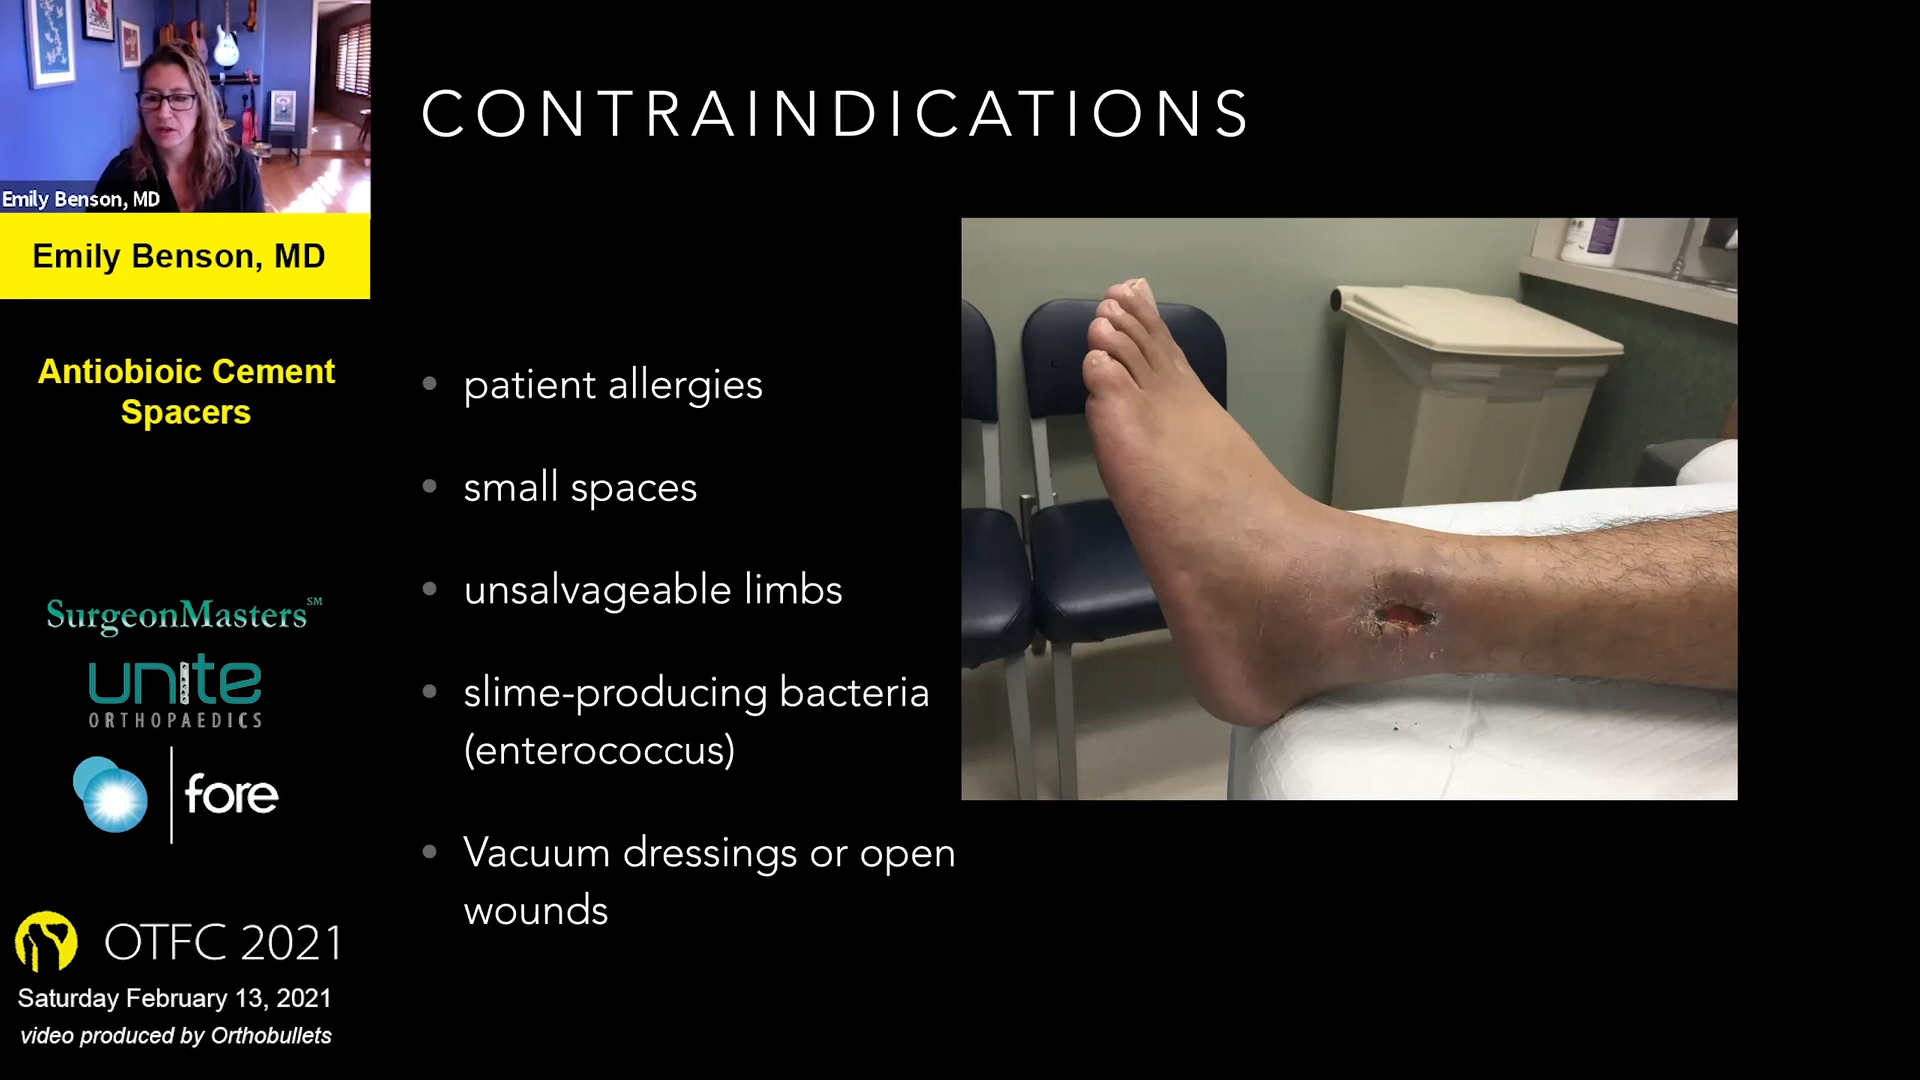 Emily Benson, MD
Emily Benson, MD
Antiobioic Cement
Spacers
SurgeonMasters℠
unite
ORTHOPAEDICS
fore
OTFC 2021
Saturday February 13, 2021
video produced by Orthobullets
CONTRAINDICATIONS
• patient allergies
• small spaces
• unsalvageable limbs
• slime-producing bacteria
(enterococcus)
• Vacuum dressings or open
wounds